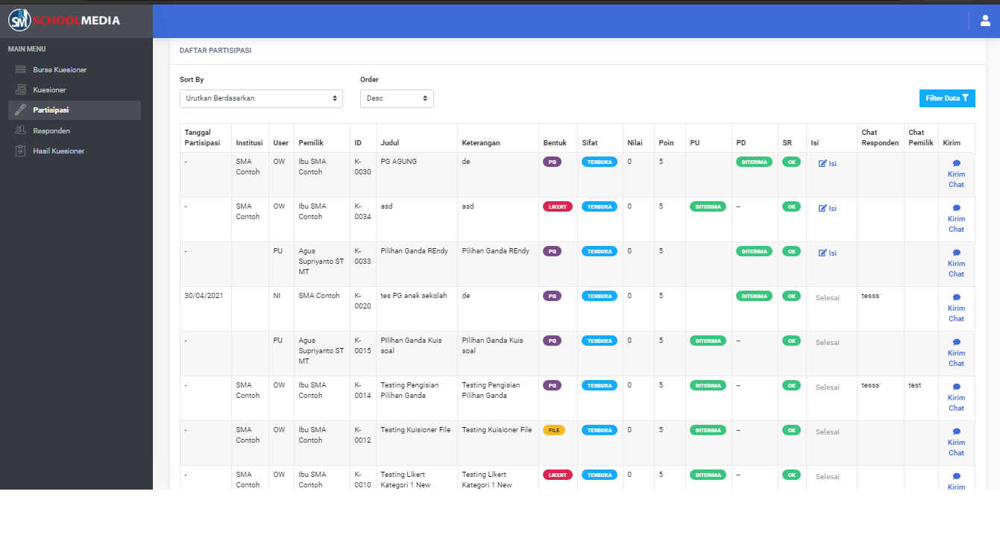 SM SCHOOLMEDIA
MAIN MENU
Bursa Kuesioner
Kuesioner
Partisipasi
Responden
Hasil Kuesioner
DAFTAR PARTISIPASI
Sort By Order
Urutkan Berdasarkan Desc Filter Data
Tanggal Partisipasi Institusi User Pemilik ID Judul Keterangan Bentuk Sifat Nilai Poin PU PD SR Isi Chat Responden Chat Pemilik Kirim
- SMA Contoh OW Ibu SMA Contoh K-0030 PG AGUNG de PG TERBUKA 0 5 DITERIMA OK Isi Kirim Chat
- SMA Contoh OW Ibu SMA Contoh K-0034 asd asd LIKERT TERBUKA 0 5 DITERIMA -- OK Isi Kirim Chat
- PU Agus Supriyanto ST MT K-0033 Pilihan Ganda REndy Pilihan Ganda REndy PG TERBUKA 0 5 DITERIMA OK Isi Kirim Chat
30/04/2021 NI SMA Contoh K-0020 tes PG anak sekolah de PG TERBUKA 0 5 DITERIMA OK Selesai tesss Kirim Chat
- PU Agus Supriyanto ST MT K-0015 PIlihan Ganda Kuis soal PIlihan Ganda Kuis soal PG TERBUKA 0 5 DITERIMA -- OK Selesai Kirim Chat
- SMA Contoh OW Ibu SMA Contoh K-0014 Testing Pengisian Pilihan Ganda Testing Pengisian Pilihan Ganda PG TERBUKA 0 5 DITERIMA -- OK Selesai tesss test Kirim Chat
- SMA Contoh OW Ibu SMA Contoh K-0012 Testing Kuisioner File Testing Kuisioner File FILE TERBUKA 0 5 DITERIMA -- OK Selesai Kirim Chat
- SMA Contoh OW Ibu SMA Contoh K-0010 Testing Likert Kategori 1 New Testing Likert Kategori 1 New LIKERT TERBUKA 0 5 DITERIMA -- OK Selesai Kirim